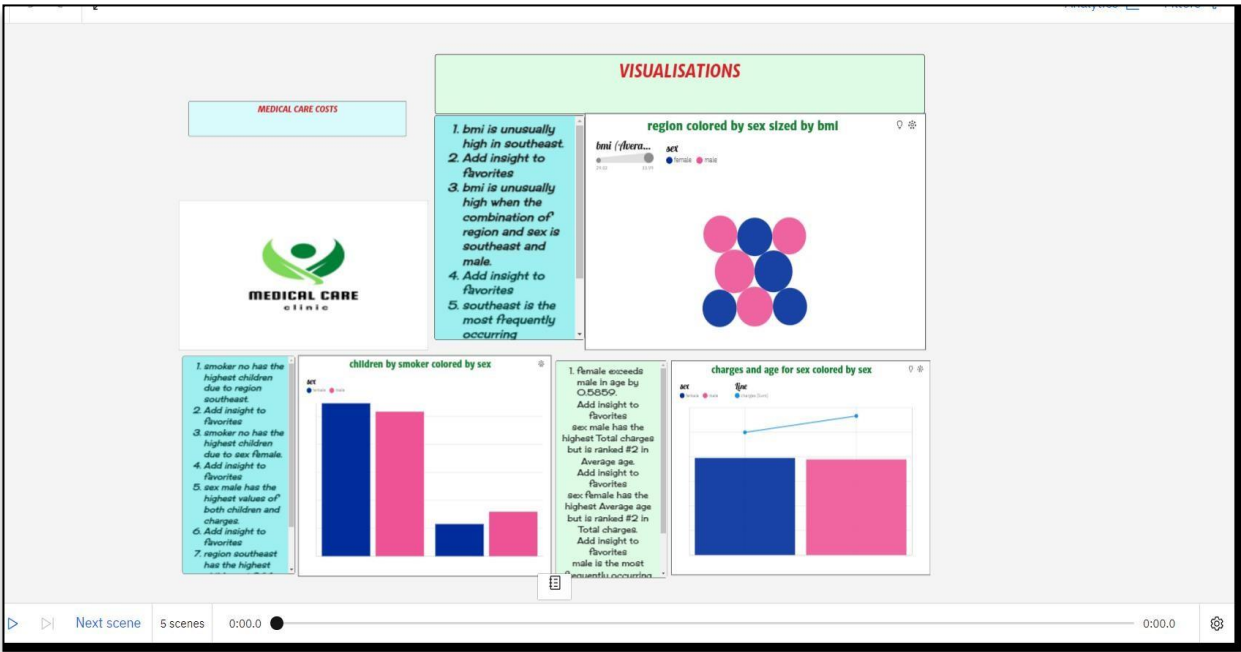 MEDICAL CARE COSTS
VISUALISATIONS
MEDICAL CARE
clinic
1. bmi is unusually
high in southeast.
2. Add insight to
favorites
3. bmi is unusually
high when the
combination of
region and sex is
southeast and
male.
4. Add insight to
favorites
5. southeast is the
most frequently
occurring
region colored by sex sized by bmi
bmi (Avera...
sex
female male
1. smoker no has the
highest children
due to region
southeast.
2. Add insight to
favorites
3. smoker no has the
highest children
due to sex female.
4. Add insight to
favorites
5. sex male has the
highest values of
both children and
charges.
6. Add insight to
favorites
7. region southeast
has the highest
children by smoker colored by sex
sex
female male
1. female exceeds
male in age by
0.5859.
Add insight to
favorites
sex male has the
highest Total charges
but is ranked #2 in
Average age.
Add insight to
favorites
sex female has the
highest Average age
but is ranked #2 in
Total charges.
Add insight to
favorites
male is the most
frequently occurring
charges and age for sex colored by sex
sex
Line
female male
charges (Sum)
Next scene
5 scenes
0:00.0
0:00.0